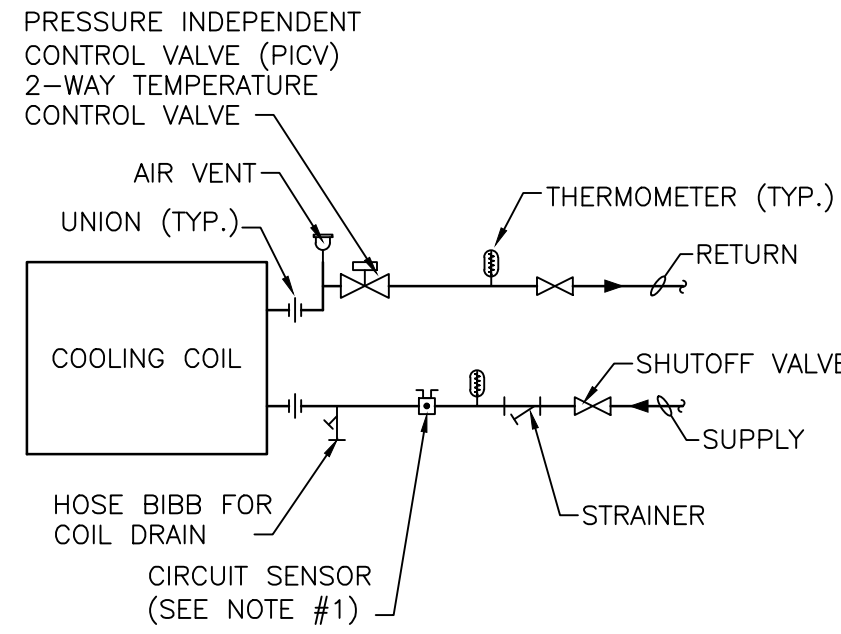 PRESSURE INDEPENDENT
CONTROL VALVE (PICV)
2-WAY TEMPERATURE
CONTROL VALVE
AIR VENT
UNION (TYP.)
THERMOMETER (TYP.)
RETURN
COOLING COIL
SHUTOFF VALVE
SUPPLY
HOSE BIBB FOR
COIL DRAIN
STRAINER
CIRCUIT SENSOR
(SEE NOTE #1)